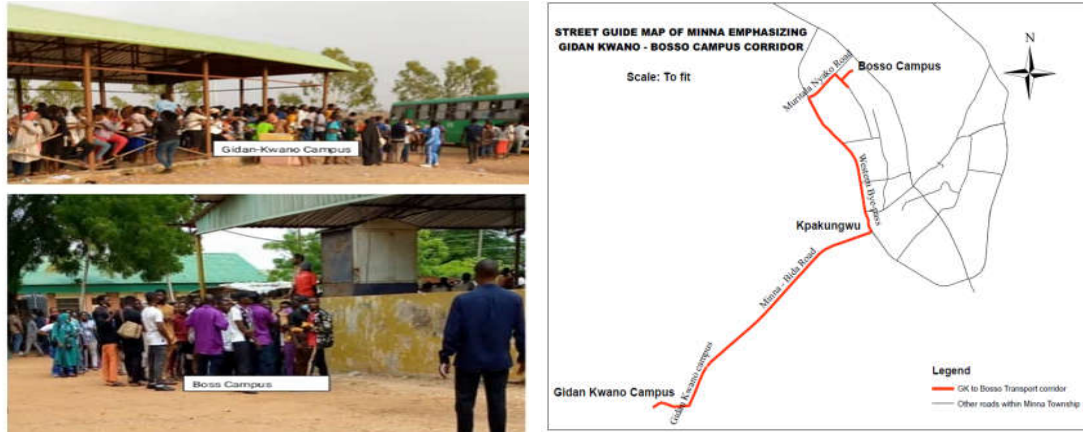 Gidan-Kwano Campus
Boss Campus
STREET GUIDE MAP OF MINNA EMPHASIZING
GIDAN KWANO - BOSSO CAMPUS CORRIDOR
Scale: To fit
N
Bosso Campus
Muritala Nyako Road
Western Bye-pass
Kpakungwu
Minna - Bida Road
Gidan Kwano Campus
Gidan Kwano campus
Legend
GK to Bosso Transport corridor
Other roads within Minna Township